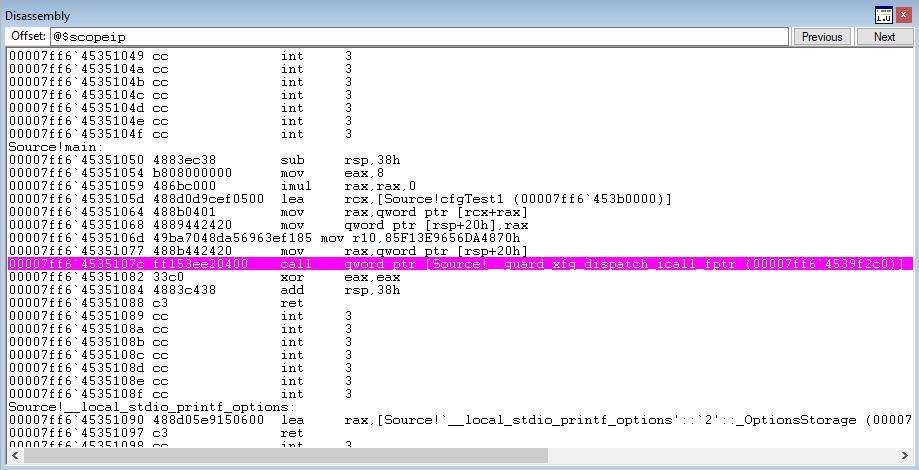 Disassembly
Offset: @$scopeip Previous Next
00007ff6`45351049 cc int 3
00007ff6`4535104a cc int 3
00007ff6`4535104b cc int 3
00007ff6`4535104c cc int 3
00007ff6`4535104d cc int 3
00007ff6`4535104e cc int 3
00007ff6`4535104f cc int 3
Source!main:
00007ff6`45351050 4883ec38 sub rsp,38h
00007ff6`45351054 b808000000 mov eax,8
00007ff6`45351059 486bc000 imul rax,rax,0
00007ff6`4535105d 488d0d9cef0500 lea rcx,[Source!cfgTest1 (00007ff6`453b0000)]
00007ff6`45351064 488b0401 mov rax,qword ptr [rcx+rax]
00007ff6`45351068 4889442420 mov qword ptr [rsp+20h],rax
00007ff6`4535106d 49ba7048da56963ef185 mov r10,85F13E9656DA4870h
00007ff6`45351077 488b442420 mov rax,qword ptr [rsp+20h]
00007ff6`4535107c ff153ee20400 call qword ptr [Source!__guard_xfg_dispatch_icall_fptr (00007ff6`4539f2c0)]
00007ff6`45351082 33c0 xor eax,eax
00007ff6`45351084 4883c438 add rsp,38h
00007ff6`45351088 c3 ret
00007ff6`45351089 cc int 3
00007ff6`4535108a cc int 3
00007ff6`4535108b cc int 3
00007ff6`4535108c cc int 3
00007ff6`4535108d cc int 3
00007ff6`4535108e cc int 3
00007ff6`4535108f cc int 3
Source!__local_stdio_printf_options:
00007ff6`45351090 488d05e9150600 lea rax,[Source!`__local_stdio_printf_options'::`2'::_OptionsStorage (00007
00007ff6`45351097 c3 ret
00007ff6`45351098 cc int 3